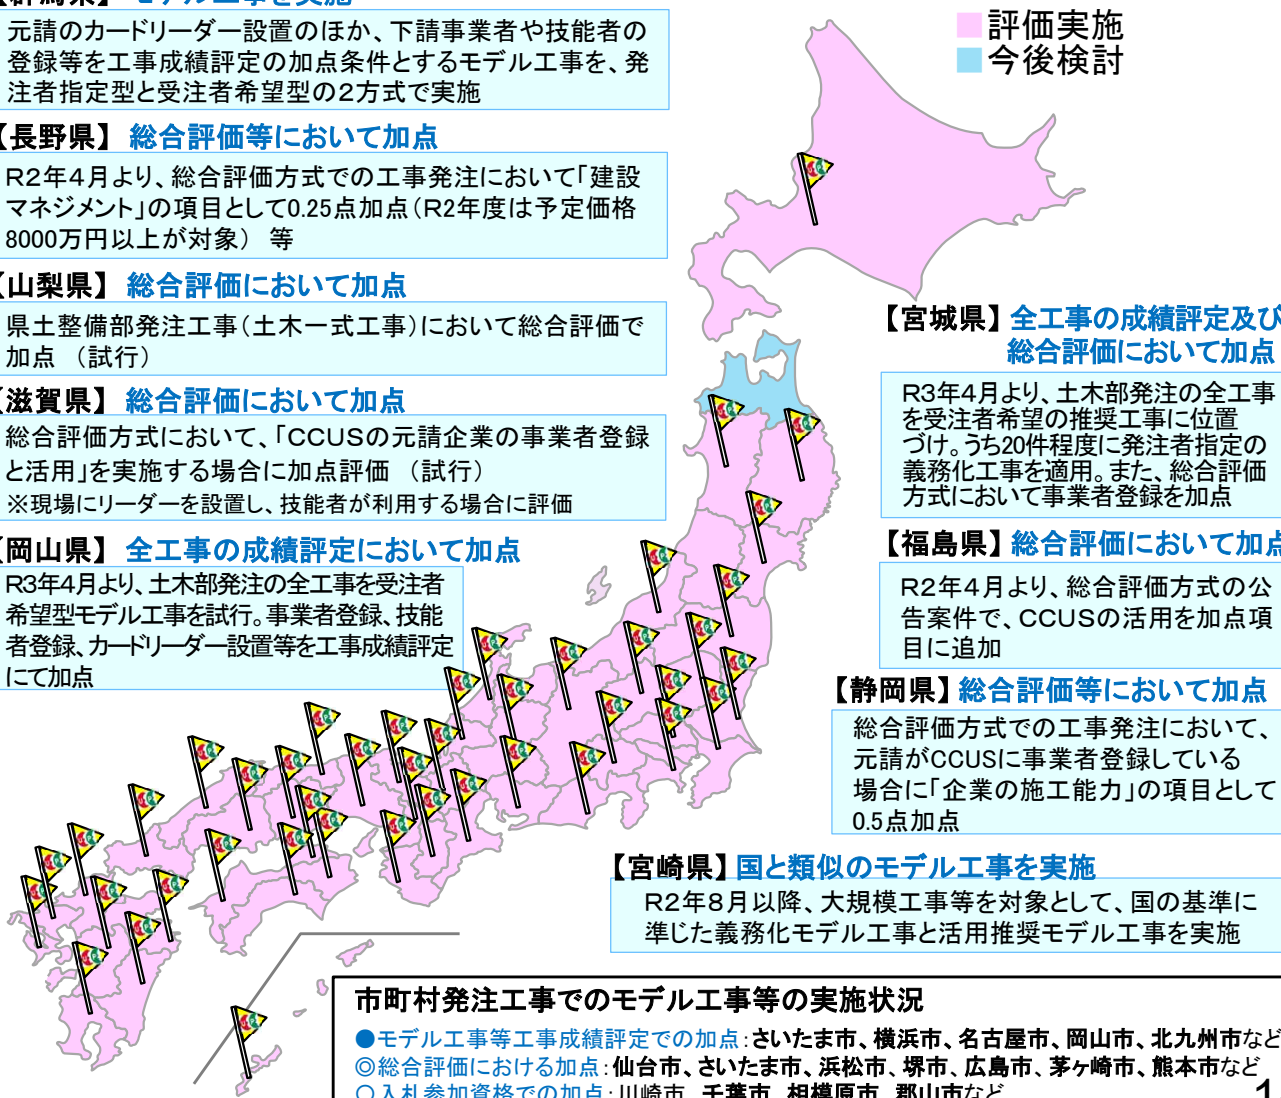 【群馬県】 モデル工事を実施
元請のカードリーダー設置のほか、下請事業者や技能者の
登録等を工事成績評定の加点条件とするモデル工事を、発
注者指定型と受注者希望型の２方式で実施
【長野県】 総合評価等において加点
R２年４月より、総合評価方式での工事発注において「建設
マネジメント」の項目として0.25点加点（R２年度は予定価格
8000万円以上が対象） 等
【山梨県】 総合評価において加点
県土整備部発注工事（土木一式工事）において総合評価で
加点 （試行）
【滋賀県】 総合評価において加点
総合評価方式において、「CCUSの元請企業の事業者登録
と活用」を実施する場合に加点評価 （試行）
※現場にリーダーを設置し、技能者が利用する場合に評価
【岡山県】 全工事の成績評定において加点
R3年4月より、土木部発注の全工事を受注者
希望型モデル工事を試行。事業者登録、技能
者登録、カードリーダー設置等を工事成績評定
にて加点
評価実施
今後検討
【宮城県】 全工事の成績評定及び
総合評価において加点
R３年４月より、土木部発注の全工事
を受注者希望の推奨工事に位置
づけ。うち20件程度に発注者指定の
義務化工事を適用。また、総合評価
方式において事業者登録を加点
【福島県】 総合評価において加点
R２年４月より、総合評価方式の公
告案件で、CCUSの活用を加点項
目に追加
【静岡県】 総合評価等において加点
総合評価方式での工事発注において、
元請がCCUSに事業者登録している
場合に「企業の施工能力」の項目として
0.5点加点
【宮崎県】 国と類似のモデル工事を実施
R２年８月以降、大規模工事等を対象として、国の基準に
準じた義務化モデル工事と活用推奨モデル工事を実施
市町村発注工事でのモデル工事等の実施状況
●モデル工事等工事成績評定での加点：さいたま市、横浜市、名古屋市、岡山市、北九州市など
◎総合評価における加点：仙台市、さいたま市、浜松市、堺市、広島市、茅ヶ崎市、熊本市など
○入札参加資格での加点：川崎市、千葉市、相模原市、郡山市など